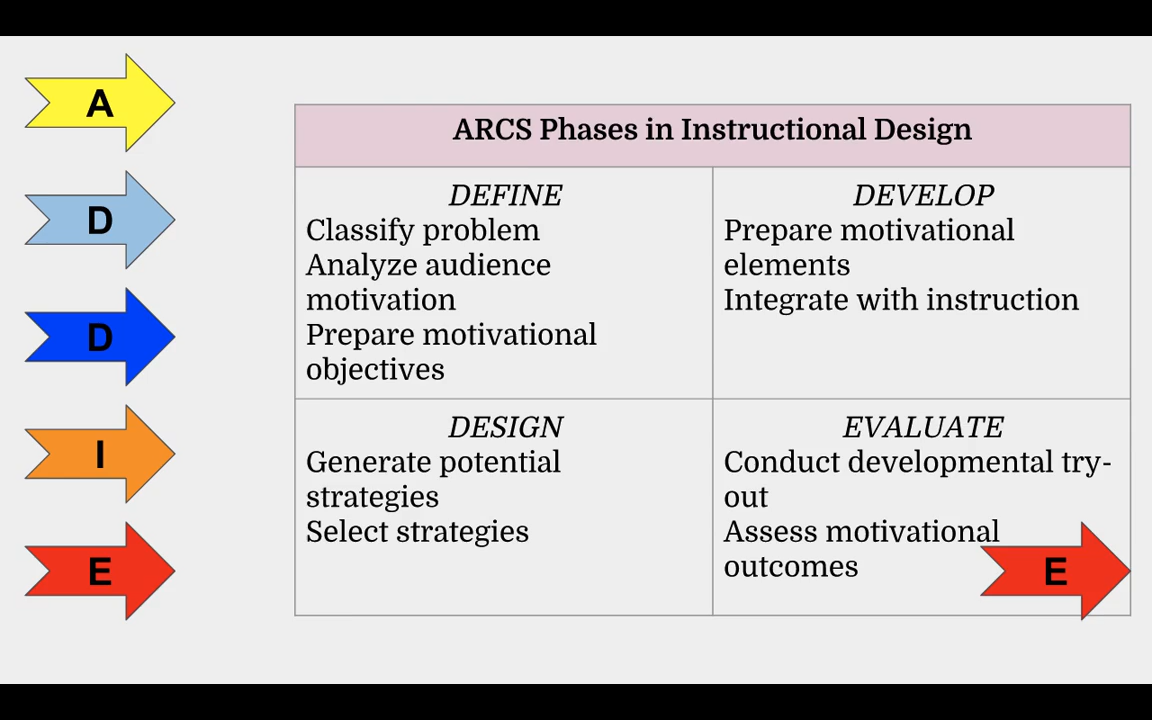 A
D
D
I
E
ARCS Phases in Instructional Design
DEFINE
Classify problem
Analyze audience
motivation
Prepare motivational
objectives
DEVELOP
Prepare motivational
elements
Integrate with instruction
DESIGN
Generate potential
strategies
Select strategies
EVALUATE
Conduct developmental try-
out
Assess motivational
outcomes
E